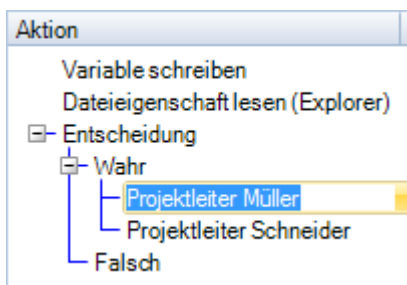 Aktion
Variable schreiben
Dateieigenschaft lesen (Explorer)
Entscheidung
Wahr
Projektleiter Müller
Projektleiter Schneider
Falsch